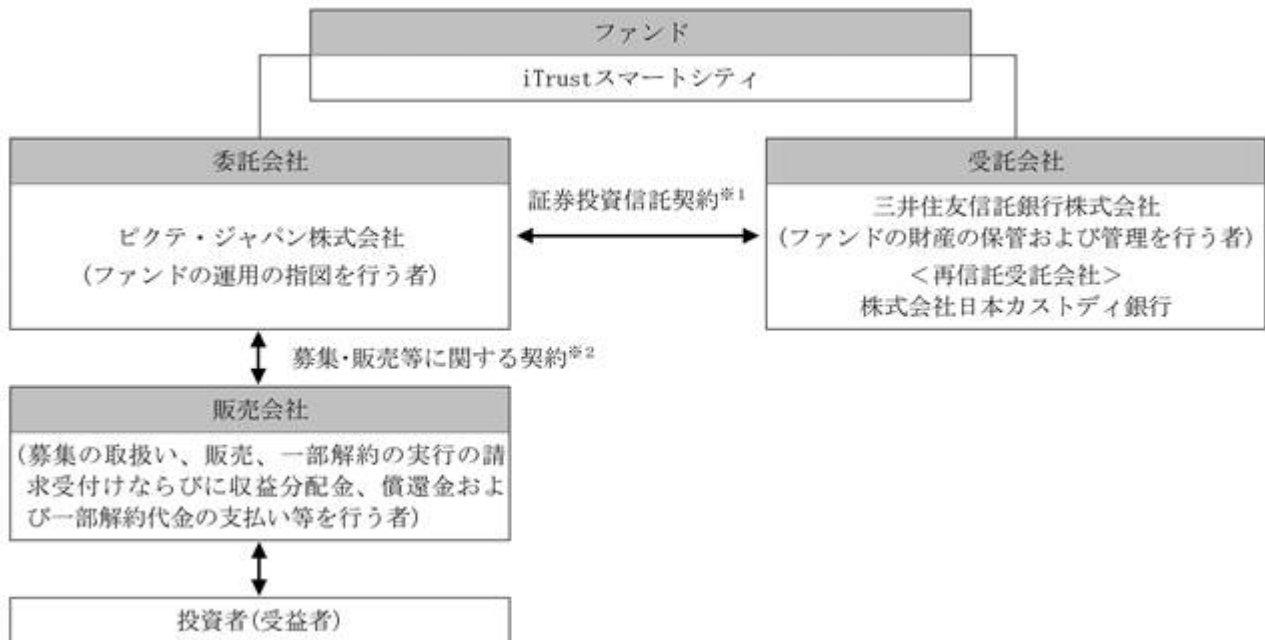 ファンド
iTrustスマートシティ
委託会社
ピクテ・ジャパン株式会社
(ファンドの運用の指図を行う者)
証券投資信託契約※1
受託会社
三井住友信託銀行株式会社
(ファンドの財産の保管および管理を行う者)
<再信託受託会社>
株式会社日本カストディ銀行
募集・販売等に関する契約※2
販売会社
(募集の取扱い、販売、一部解約の実行の請
求受付けならびに収益分配金、償還金およ
び一部解約代金の支払い等を行う者)
投資者(受益者)